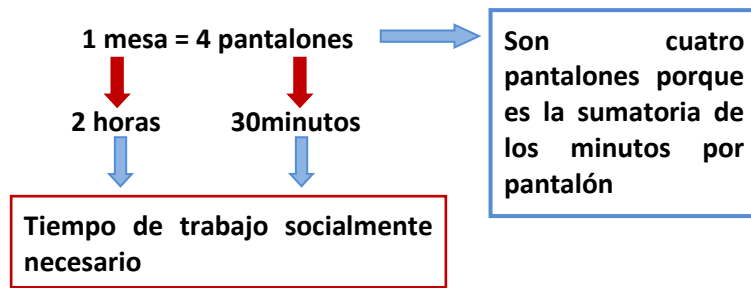 1 mesa = 4 pantalones
2 horas 30minutos
Tiempo de trabajo socialmente
necesario
Son cuatro
pantalones porque
es la sumatoria de
los minutos por
pantalón